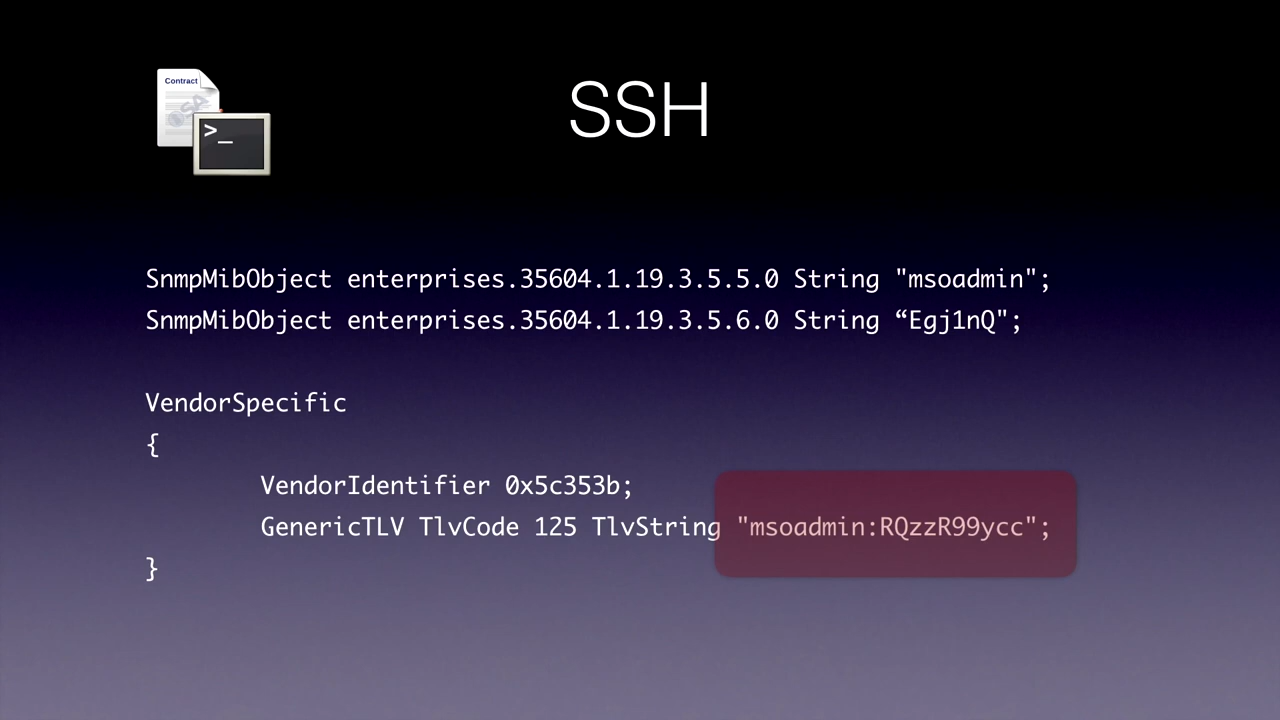 Contract
SSH
>_
SnmpMibObject enterprises.35604.1.19.3.5.5.0 String "msoadmin";
SnmpMibObject enterprises.35604.1.19.3.5.6.0 String “Egj1nQ";
VendorSpecific
{
VendorIdentifier 0x5c353b;
GenericTLV TlvCode 125 TlvString "msoadmin:RQzzR99ycc";
}